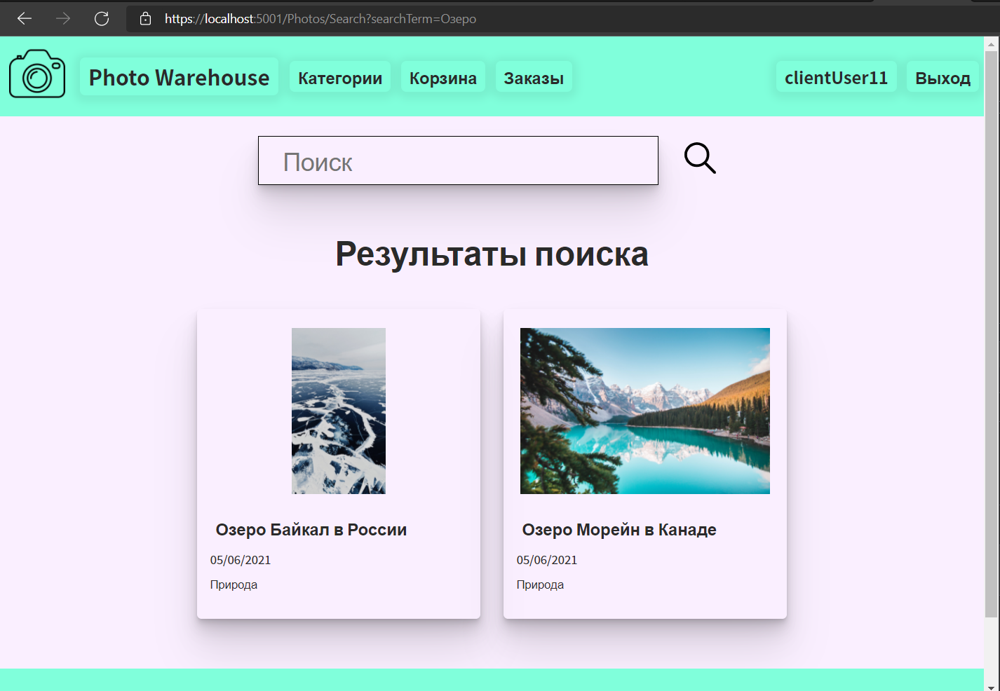 https://localhost:5001/Photos/Search?searchTerm=Озеро
Photo Warehouse Категории Корзина Заказы clientUser11 Выход
Поиск
Результаты поиска
Озеро Байкал в России
05/06/2021
Природа
Озеро Морейн в Канаде
05/06/2021
Природа